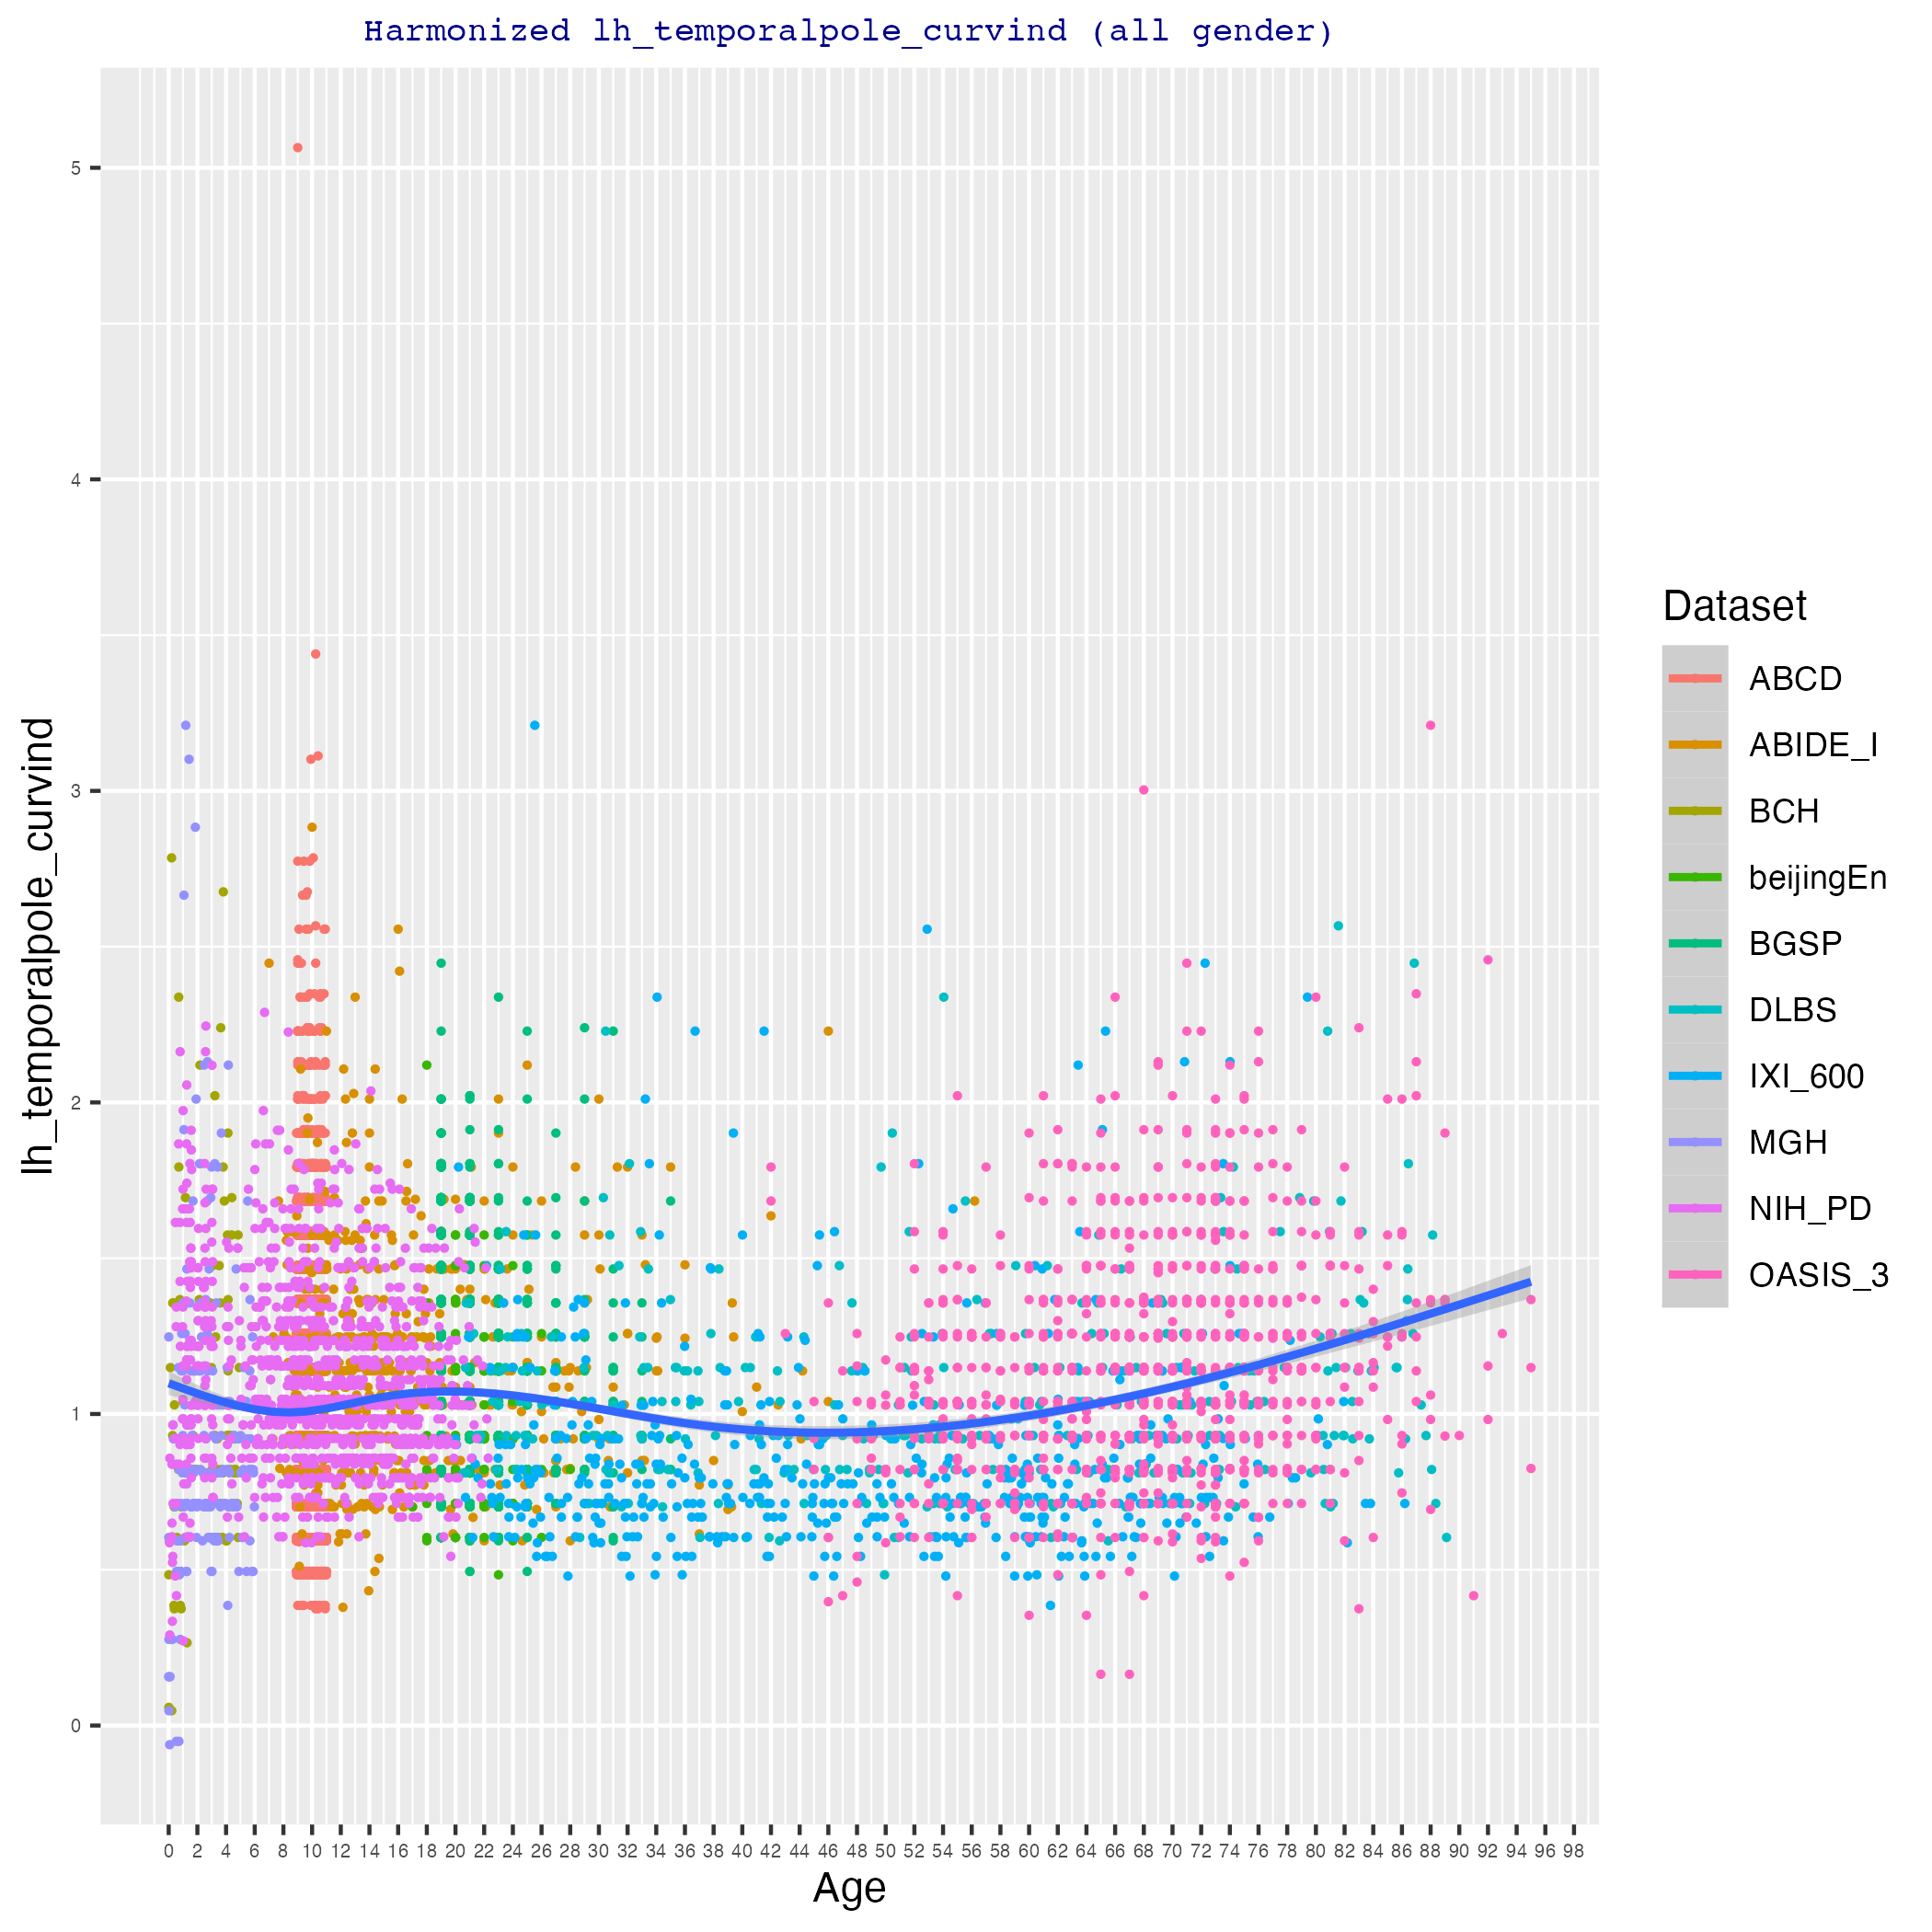 Harmonized lh_temporalpole_curvind (all gender)
lh_temporalpole_curvind
5
4
3
2
1
0
0 2 4 6 8 10 12 14 16 18 20 22 24 26 28 30 32 34 36 38 40 42 44 46 48 50 52 54 56 58 60 62 64 66 68 70 72 74 76 78 80 82 84 86 88 90 92 94 96 98
Age
Dataset
ABCD
ABIDE_I
BCH
beijingEn
BGSP
DLBS
IXI_600
MGH
NIH_PD
OASIS_3